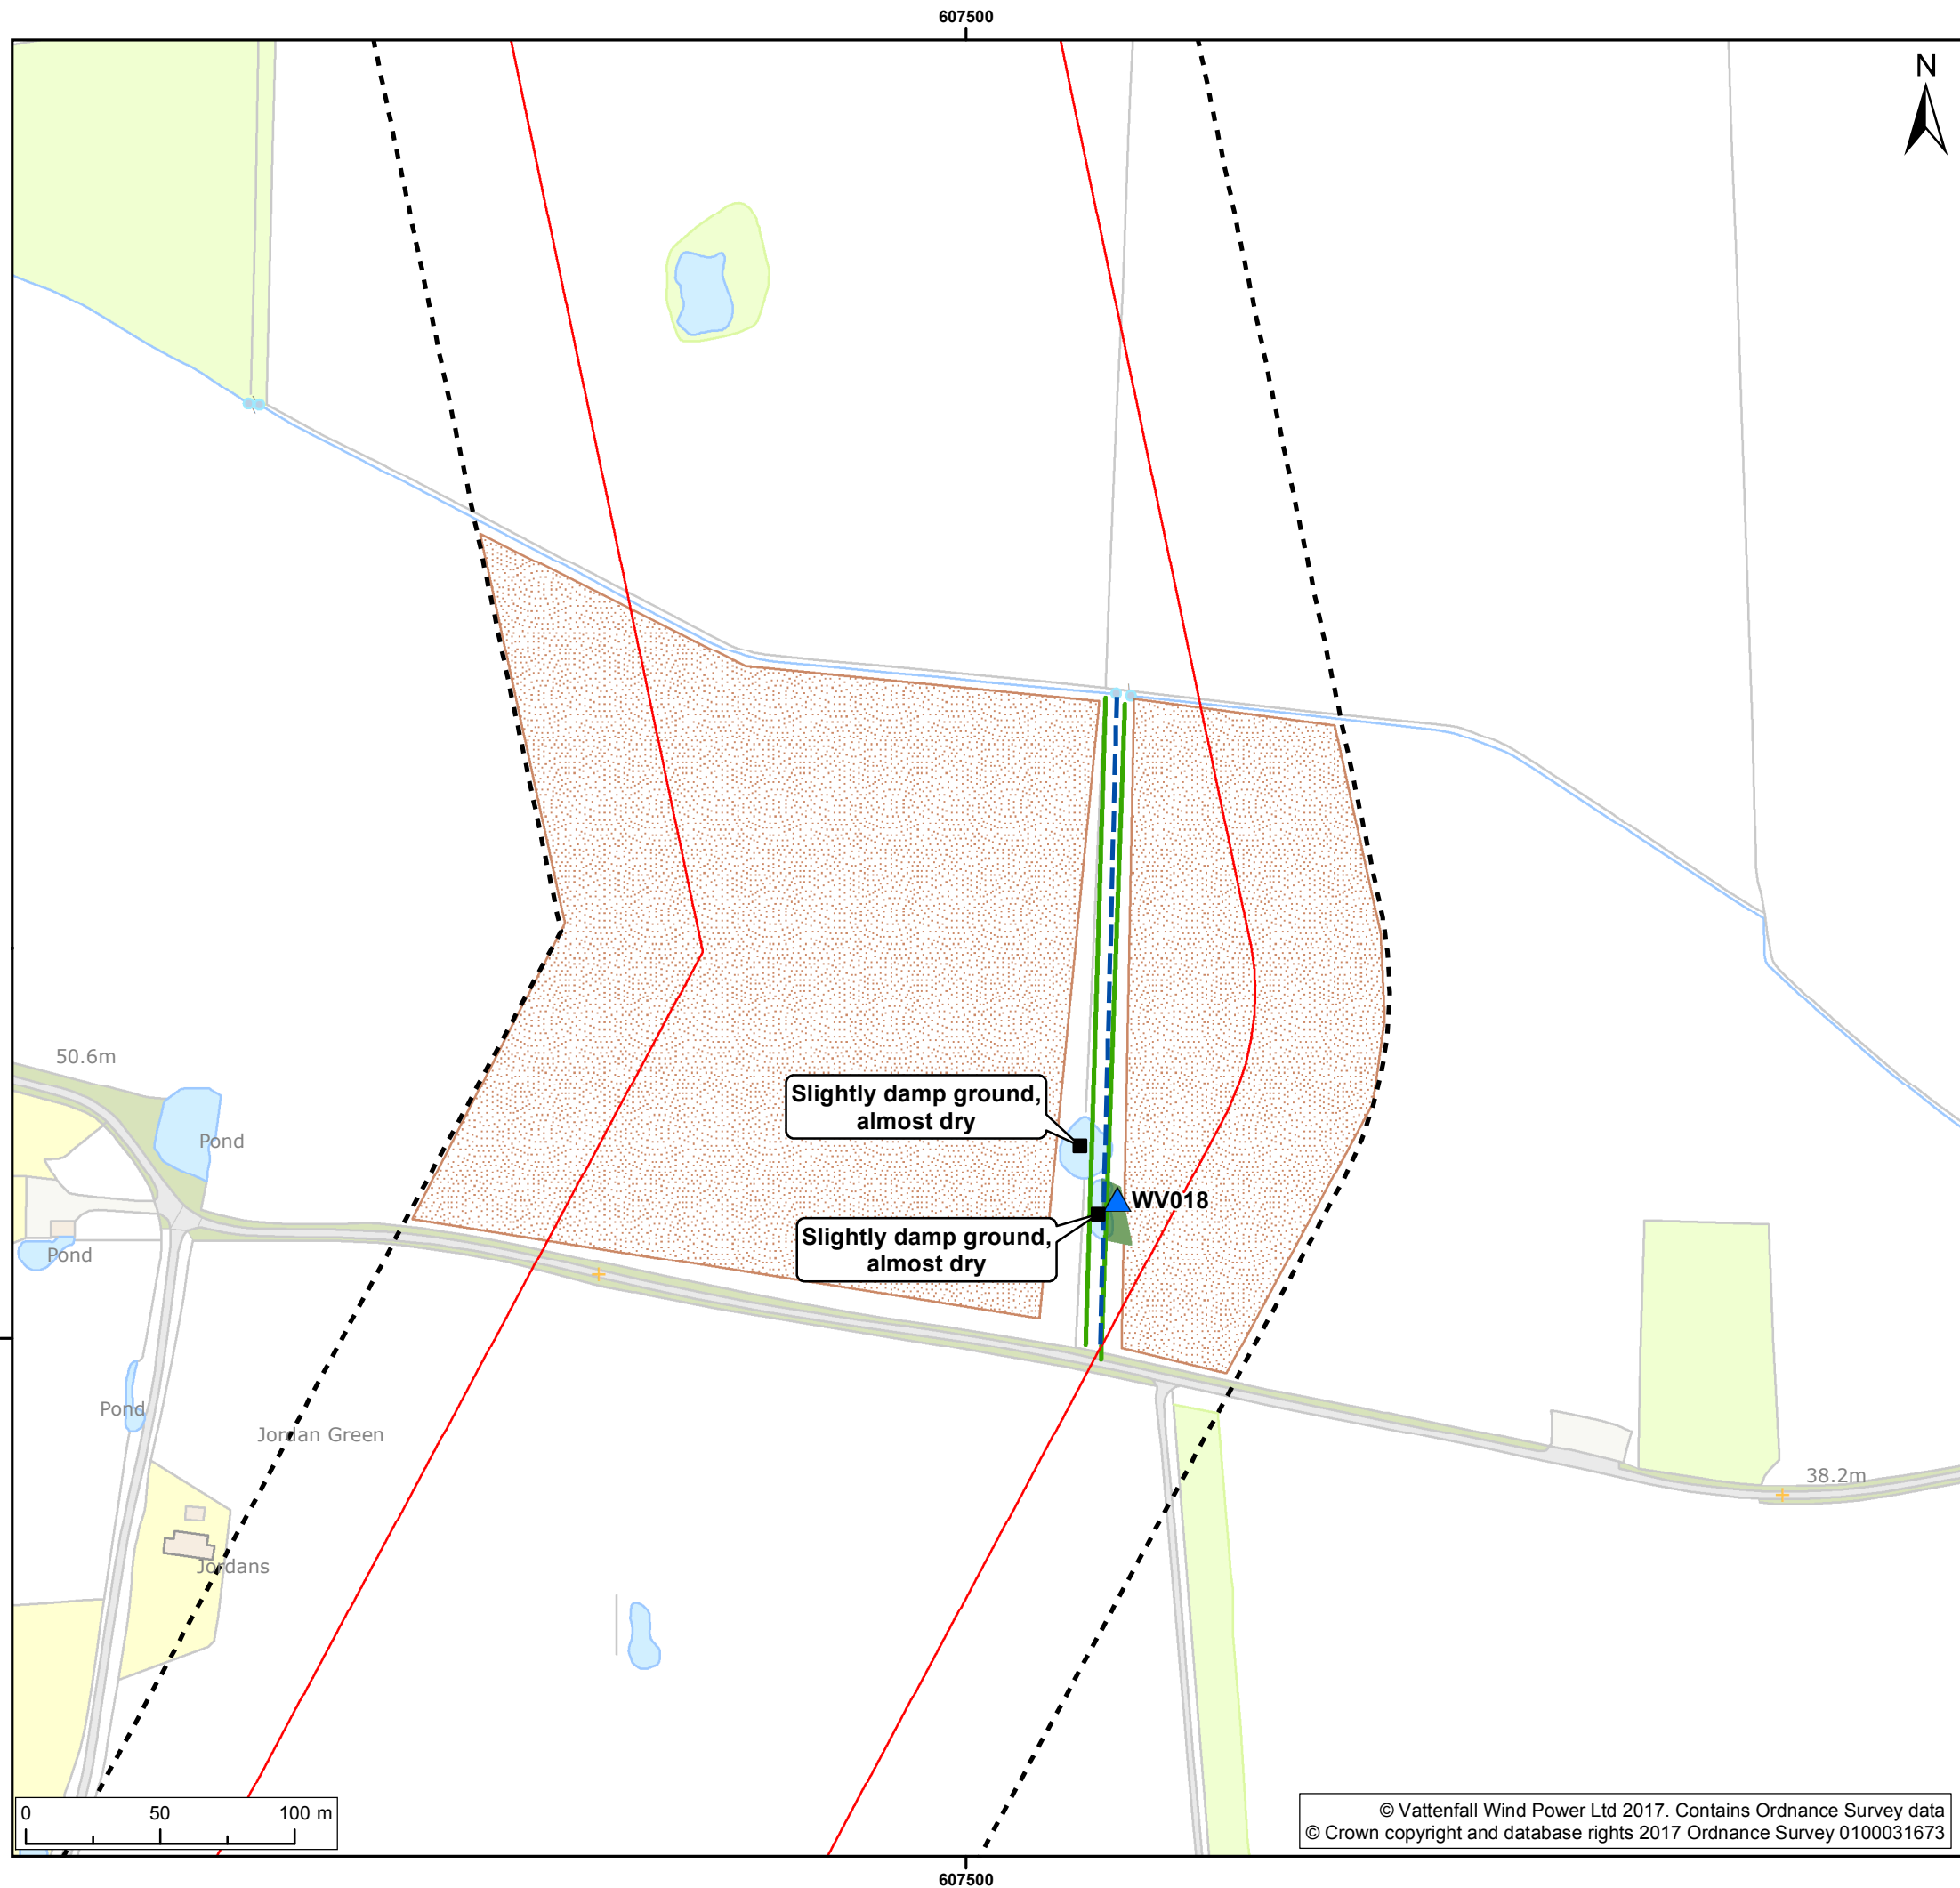 607500
N
50.6m
Pond
Slightly damp ground,
almost dry
WV018
Slightly damp ground,
almost dry
Pond
Pond
Jordan Green
38.2m
Jordans
0 50 100 m
© Vattenfall Wind Power Ltd 2017. Contains Ordnance Survey data
© Crown copyright and database rights 2017 Ordnance Survey 0100031673
607500